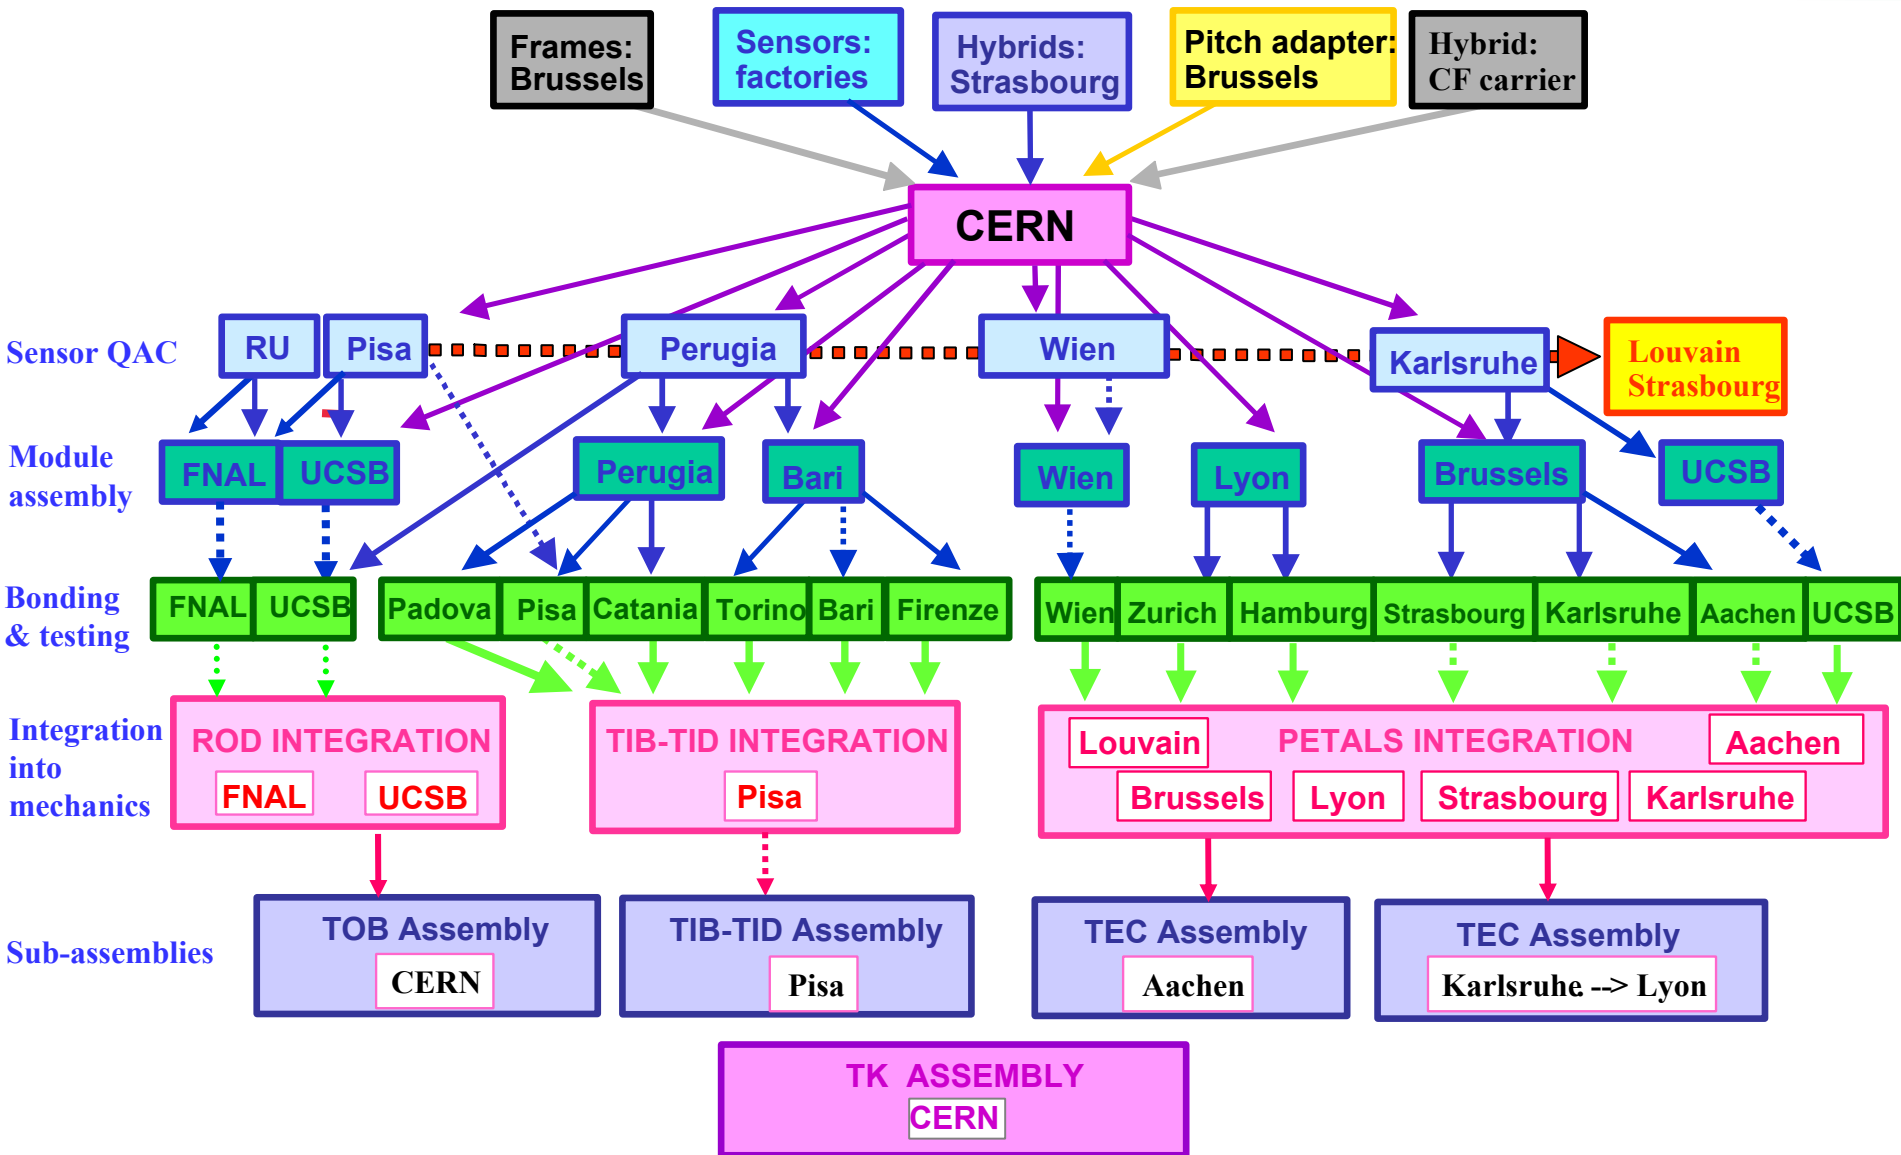 Frames:
Brussels
Sensors:
factories
Hybrids:
Strasbourg
Pitch adapter:
Brussels
Hybrid:
CF carrier
CERN
Sensor QAC
RU
Pisa
Perugia
Wien
Karlsruhe
Louvain
Strasbourg
Module
assembly
FNAL
UCSB
Perugia
Bari
Wien
Lyon
Brussels
UCSB
Bonding
& testing
FNAL
UCSB
Padova
Pisa
Catania
Torino
Bari
Firenze
Wien
Zurich
Hamburg
Strasbourg
Karlsruhe
Aachen
UCSB
Integration
into
mechanics
ROD INTEGRATION
FNAL
UCSB
TIB-TID INTEGRATION
Pisa
PETALS INTEGRATION
Louvain
Aachen
Brussels
Lyon
Strasbourg
Karlsruhe
Sub-assemblies
TOB Assembly
CERN
TIB-TID Assembly
Pisa
TEC Assembly
Aachen
TEC Assembly
Karlsruhe. --> Lyon
TK ASSEMBLY
CERN